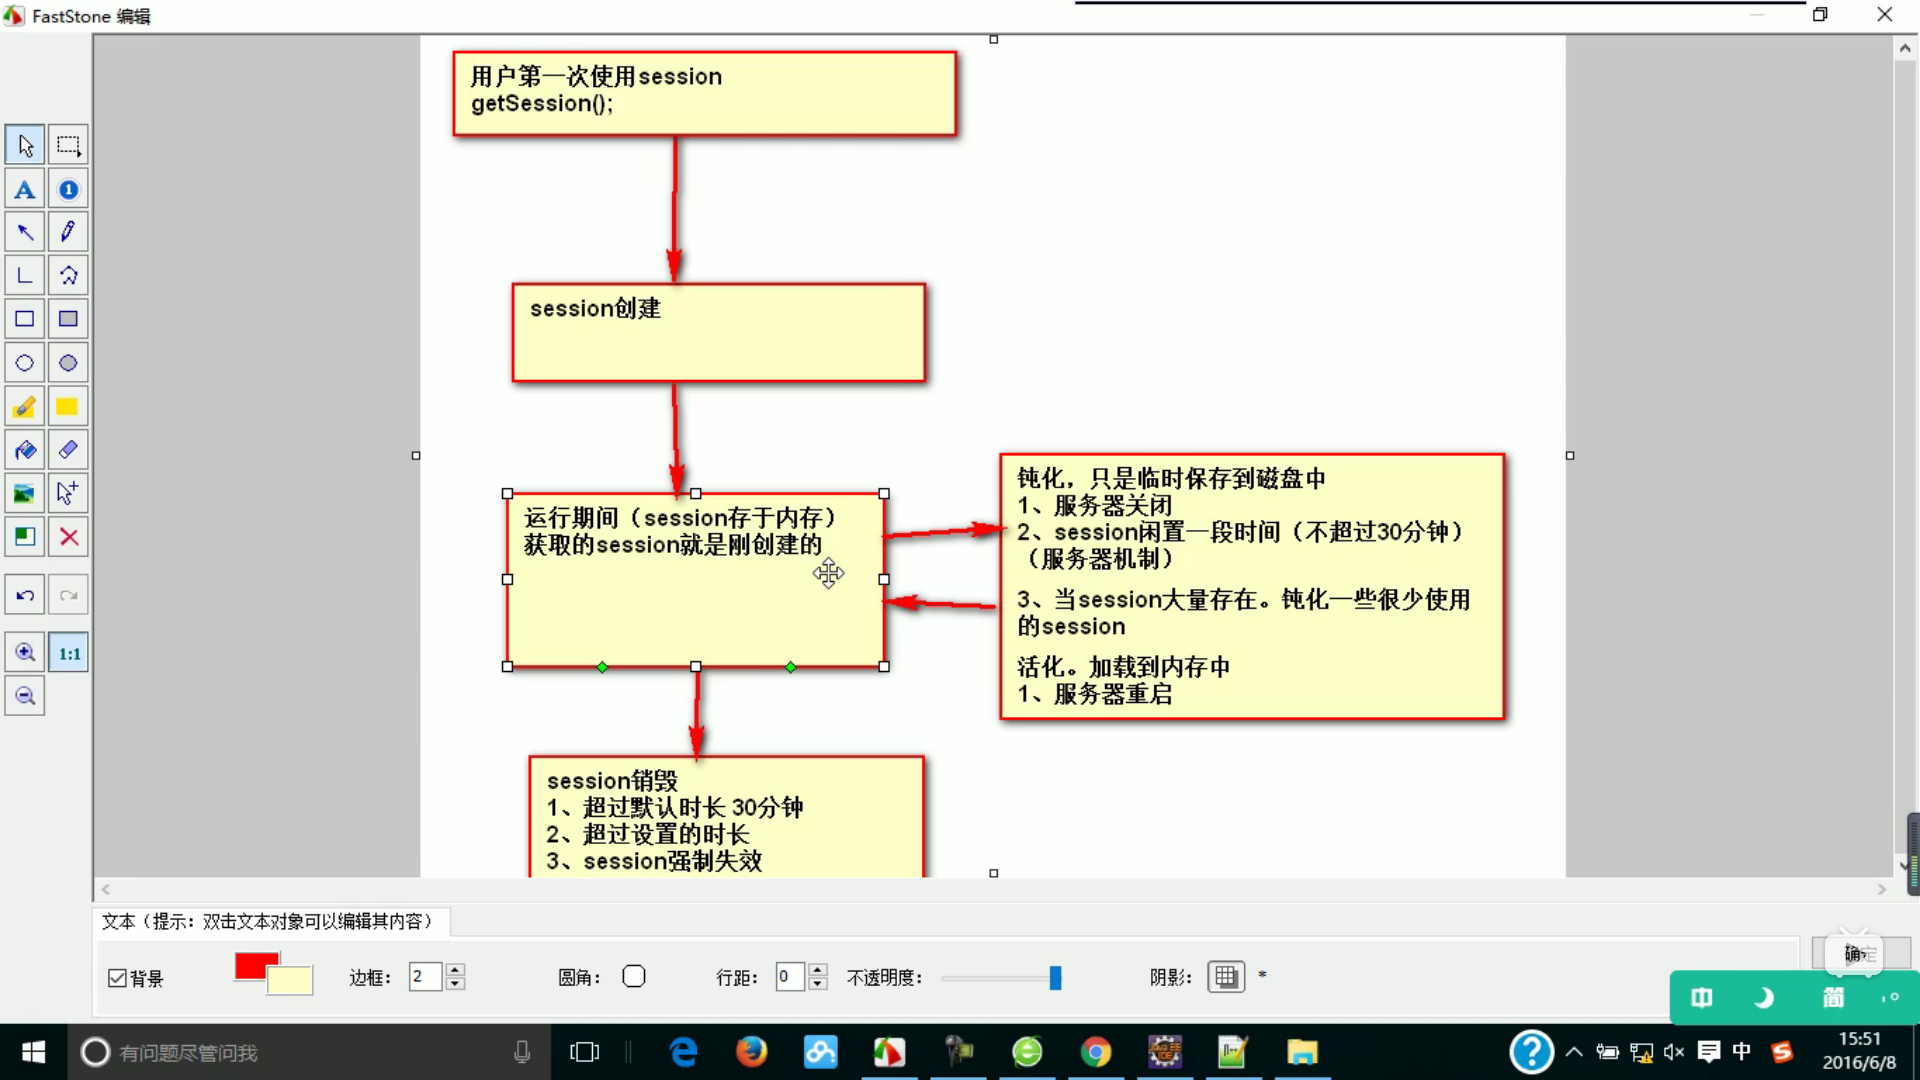 FastStone 编辑
用户第一次使用session
getSession();
session创建
运行期间（session存于内存）
获取的session就是刚创建的
钝化，只是临时保存到磁盘中
1、服务器关闭
2、session闲置一段时间（不超过30分钟）
（服务器机制）
3、当session大量存在。钝化一些很少使用
的session
活化。加载到内存中
1、服务器重启
session销毁
1、超过默认时长 30分钟
2、超过设置的时长
3、session强制失效
A
1
1:1
文本（提示：双击文本对象可以编辑其内容）
背景
边框：
2
圆角：
行距：
0
不透明度：
阴影：
*
中
简
有问题尽管问我
中
15:51
2016/6/8